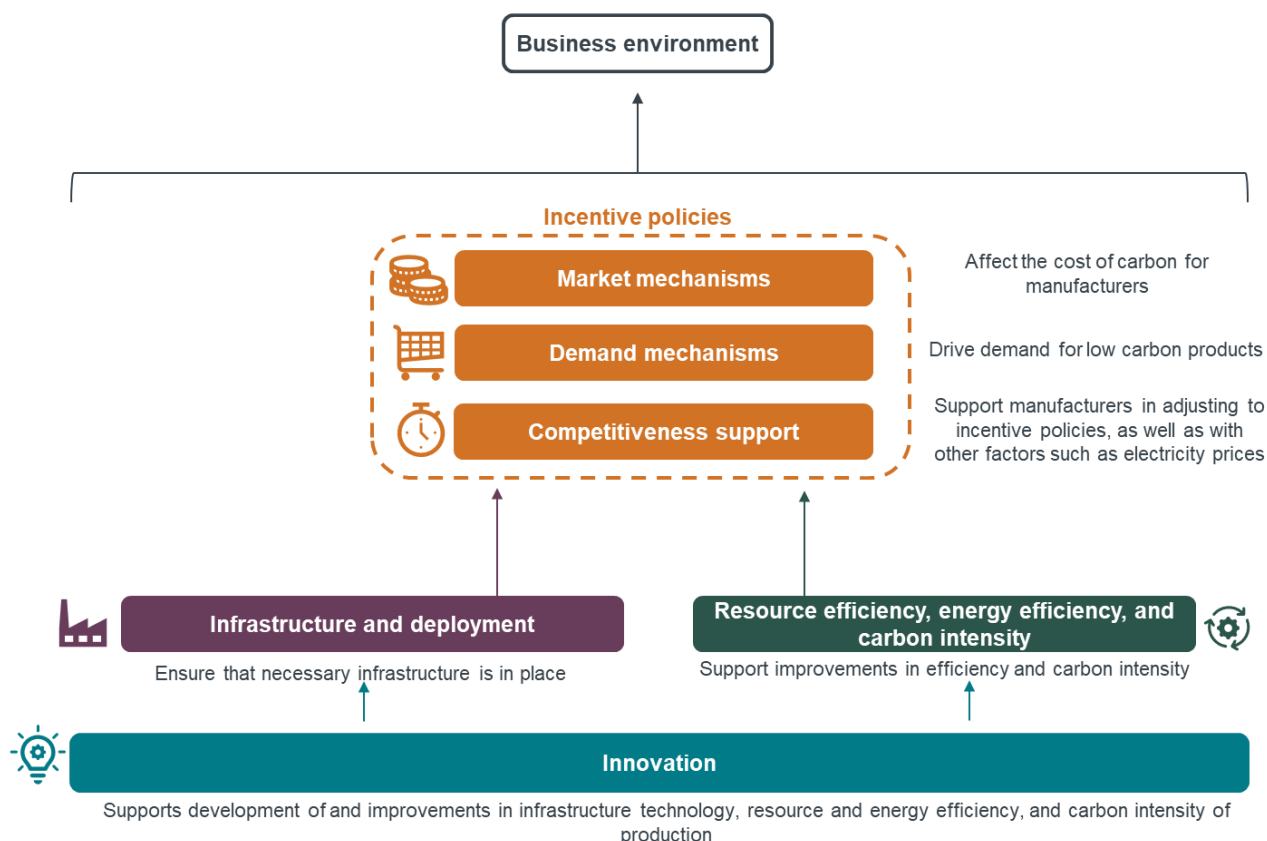 Business environment
Incentive policies
Market mechanisms
Affect the cost of carbon for
manufacturers
Demand mechanisms
Drive demand for low carbon products
Competitiveness support
Support manufacturers in adjusting to
incentive policies, as well as with
other factors such as electricity prices
Infrastructure and deployment
Ensure that necessary infrastructure is in place
Resource efficiency, energy efficiency, and
carbon intensity
Support improvements in efficiency and carbon intensity
Innovation
Supports development of and improvements in infrastructure technology, resource and energy efficiency, and carbon intensity of
production